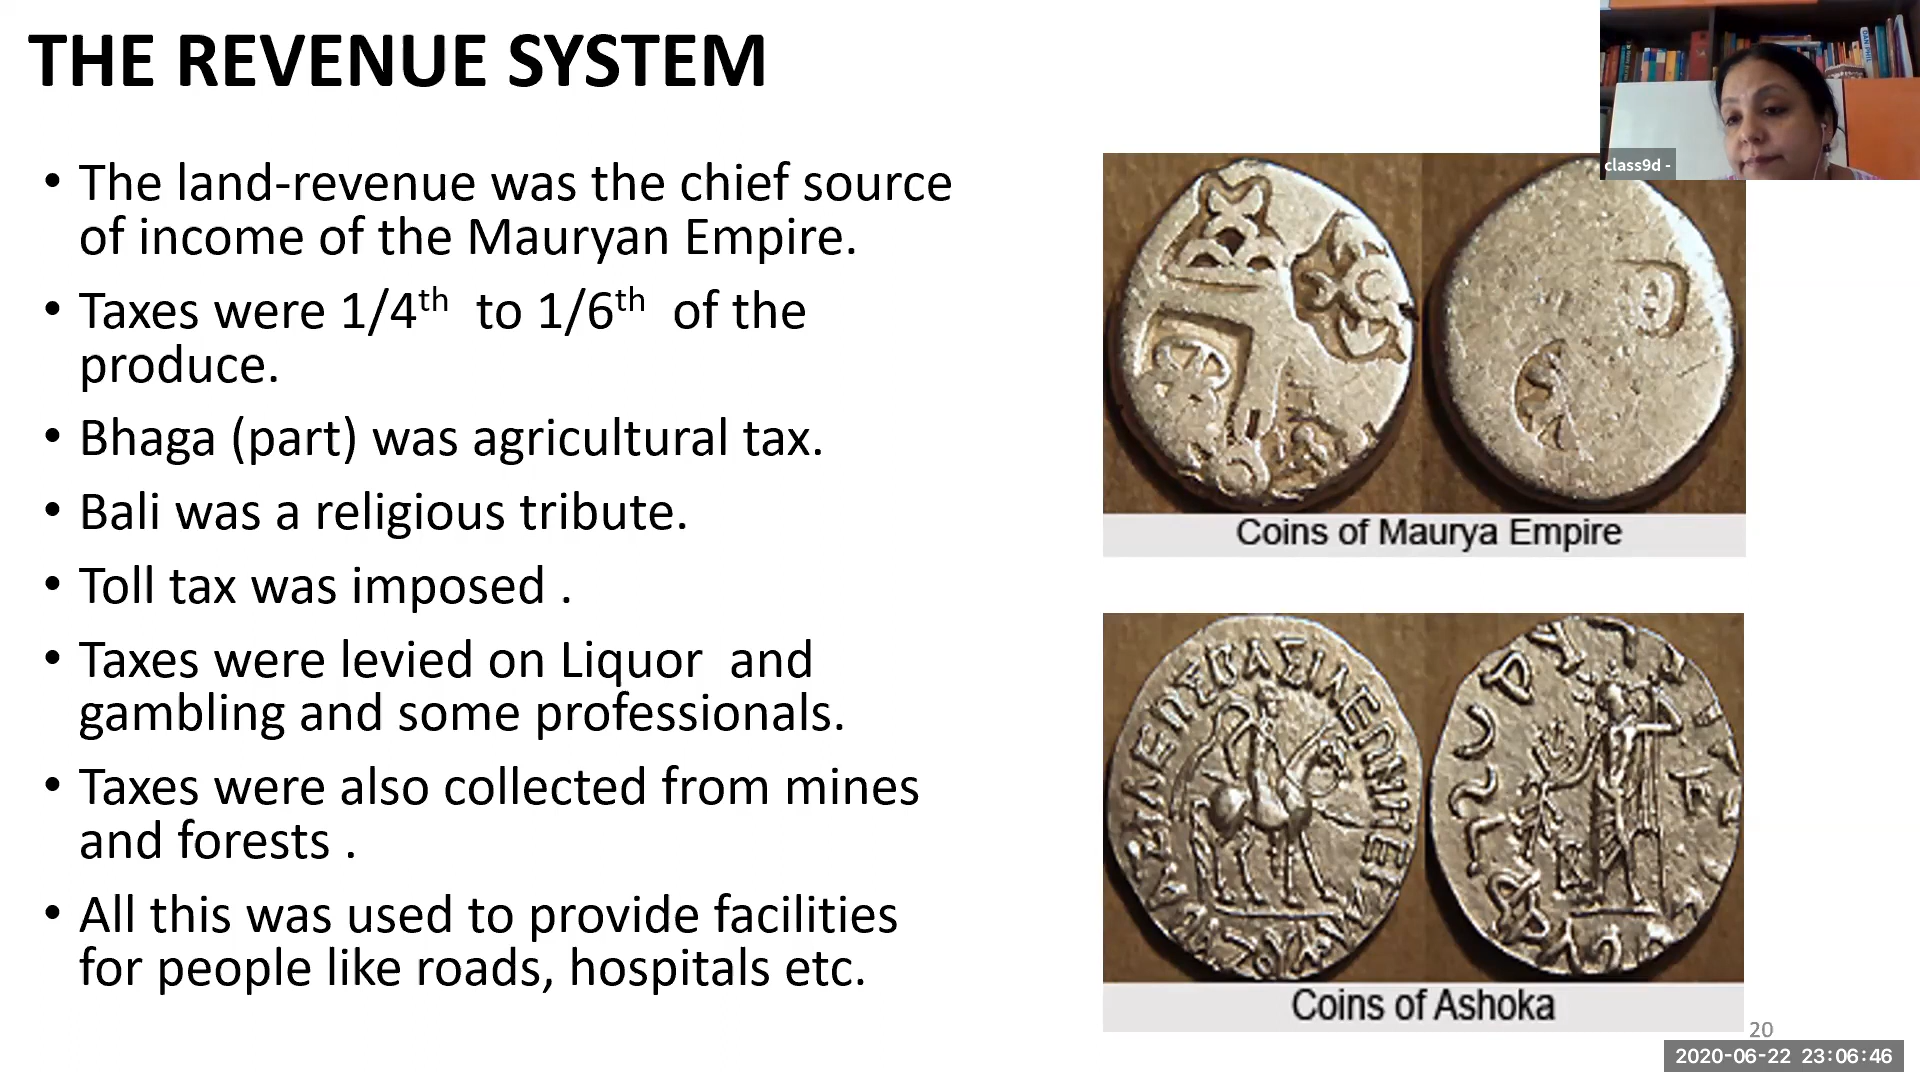 THE REVENUE SYSTEM
• The land-revenue was the chief source
of income of the Mauryan Empire.
• Taxes were 1/4th to 1/6th of the
produce.
• Bhaga (part) was agricultural tax.
• Bali was a religious tribute.
• Toll tax was imposed .
• Taxes were levied on Liquor and
gambling and some professionals.
• Taxes were also collected from mines
and forests .
• All this was used to provide facilities
for people like roads, hospitals etc.
class9d -
Coins of Maurya Empire
Coins of Ashoka
20
2020-06-22 23:06:46